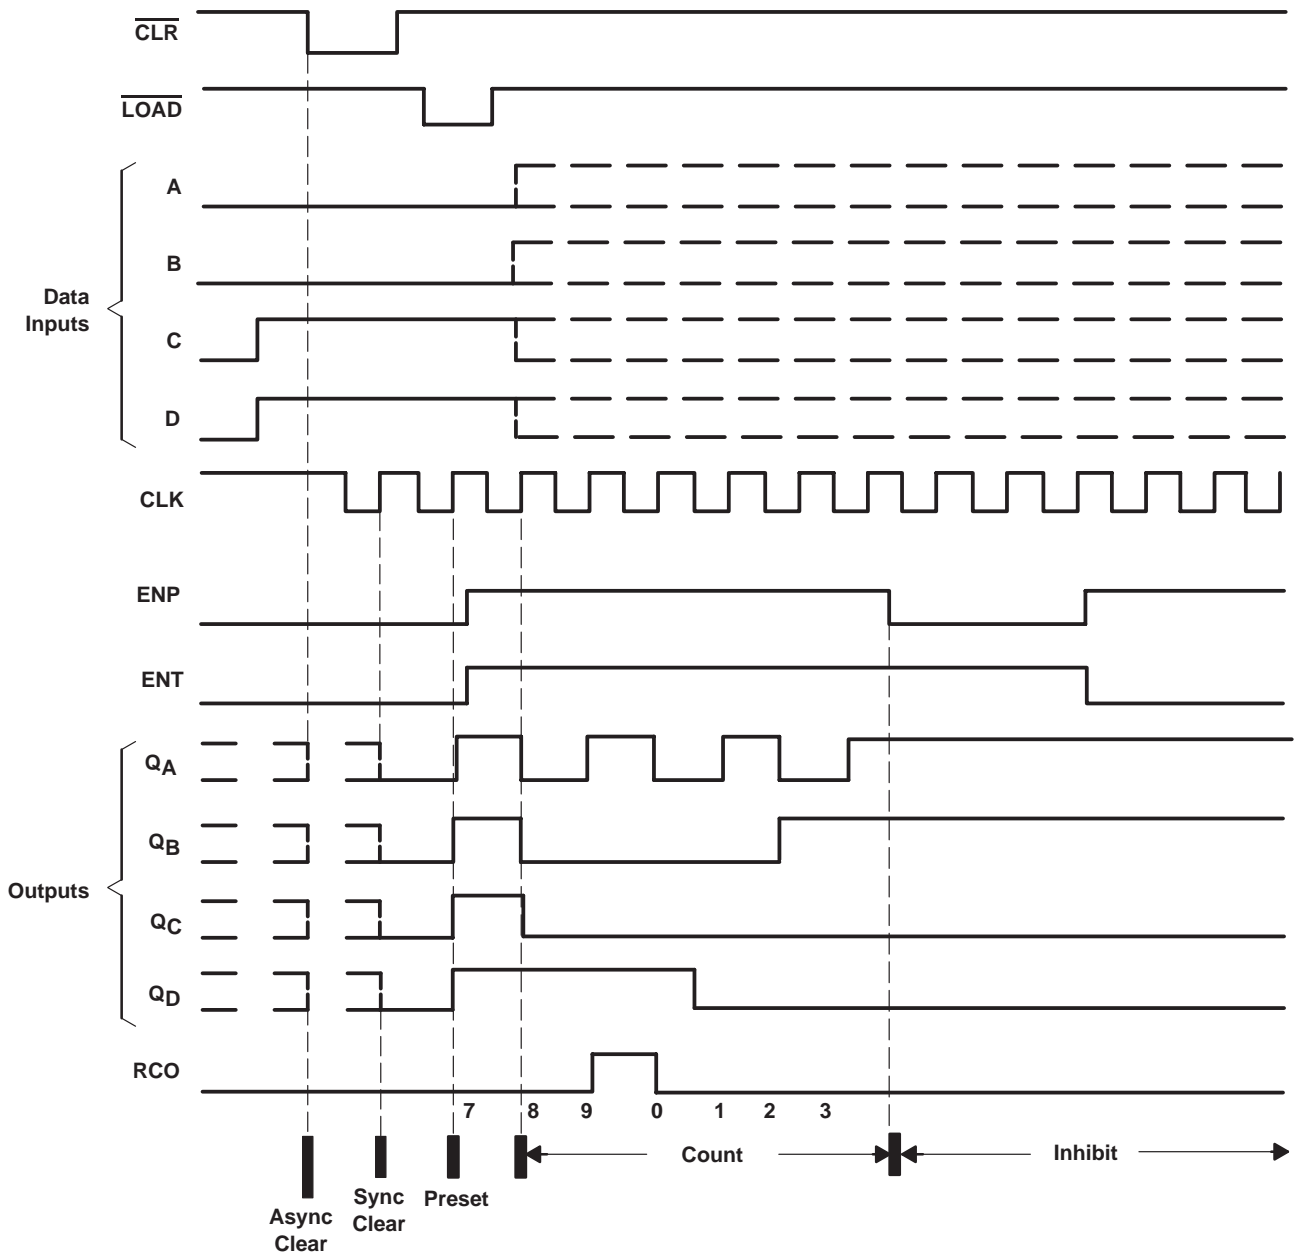 CLR
LOAD
A
B
Data
Inputs
C
D
CLK
ENP
ENT
QA
QB
Outputs
QC
QD
RCO
7 8 9 0 1 2 3
Count
Inhibit
Sync
Clear
Preset
Async
Clear